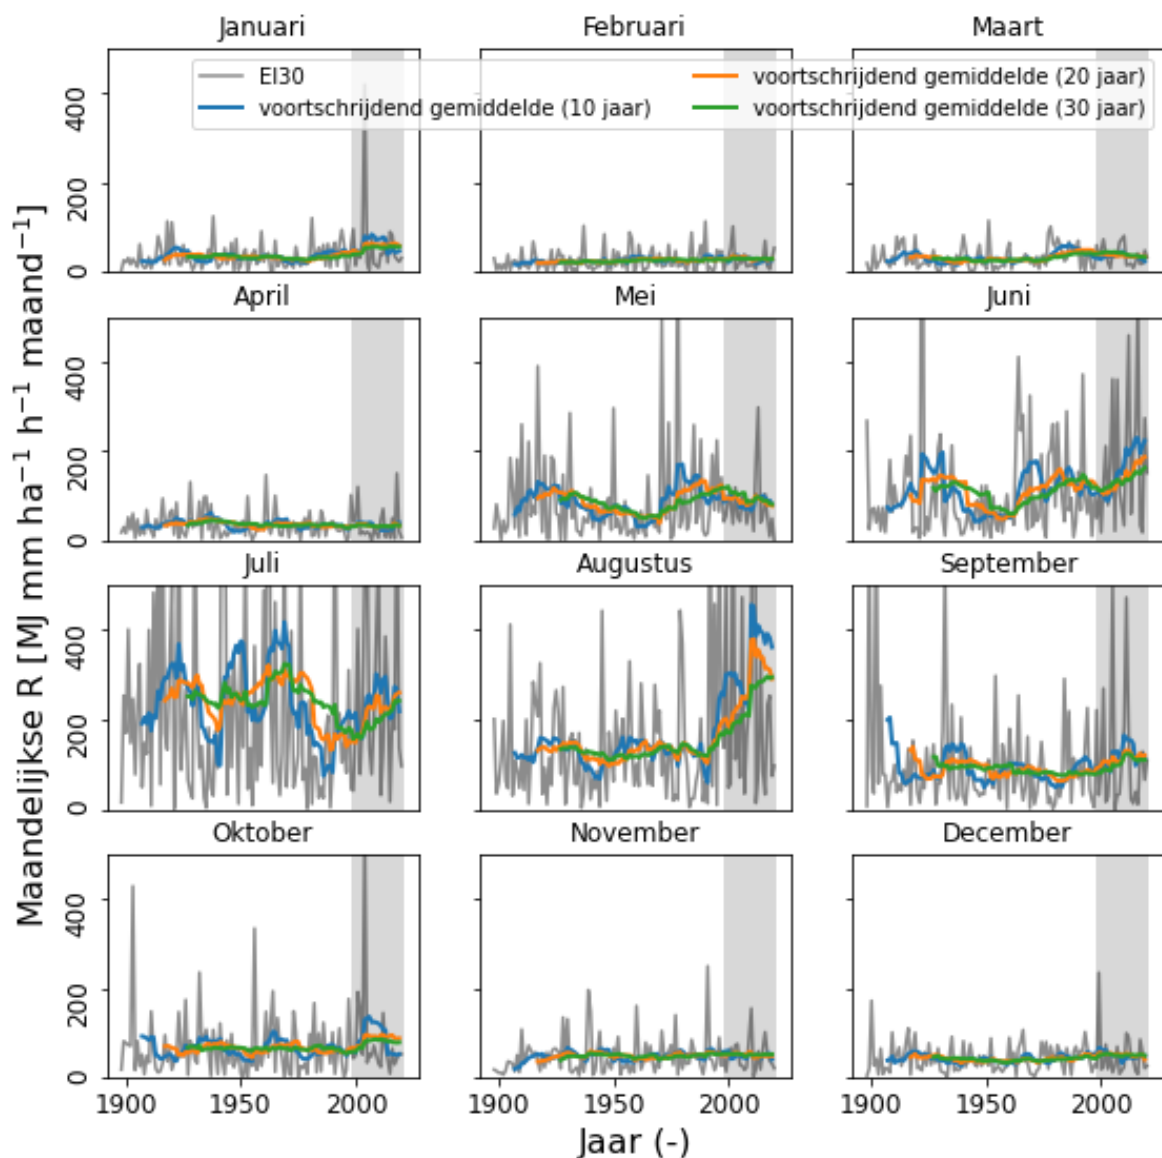 Januari Februari Maart
EI30
voortschrijdend gemiddelde (10 jaar)
voortschrijdend gemiddelde (20 jaar)
voortschrijdend gemiddelde (30 jaar)
400
200
0
April Mei Juni
400
200
0
Juli Augustus September
400
200
0
Oktober November December
400
200
0
1900 1950 2000 1900 1950 2000 1900 1950 2000
Jaar (-)
Maandelijkse R [MJ mm ha⁻¹ h⁻¹ maand⁻¹]